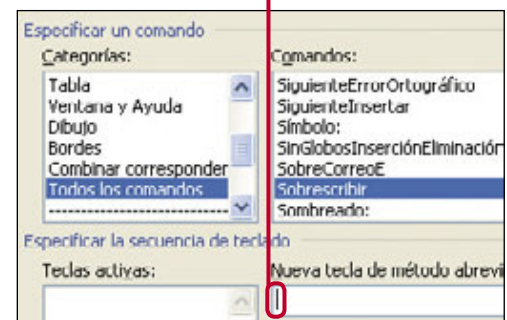 Especificar un comando
Categorías:
Tabla
Ventana y Ayuda
Dibujo
Bordes
Combinar corresponder
Todos los comandos
----------------------------
Comandos:
SiguienteErrorOrtográfico
SiguienteInsertar
Símbolo:
SinGlobosInserciónEliminación
SobreCorreoE
Sobrescribir
Sombreado:
Especificar la secuencia de teclado
Teclas activas:
Nueva tecla de método abrevi